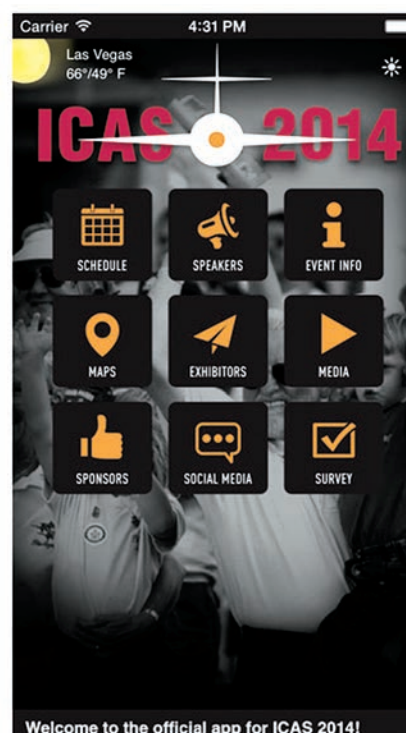 Carrier 4:31 PM
Las Vegas
66°/49° F
ICAS 2014
SCHEDULE SPEAKERS EVENT INFO
MAPS EXHIBITORS MEDIA
SPONSORS SOCIAL MEDIA SURVEY
Welcome to the official app for ICAS 2014!